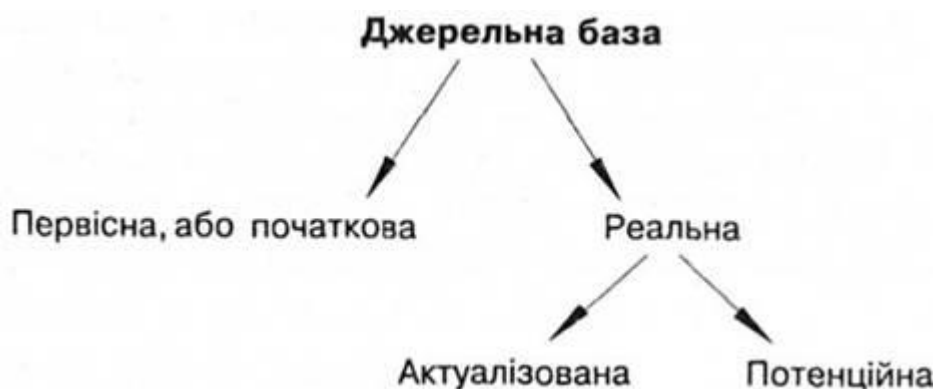 Джерельна база
Первісна, або початкова
Реальна
Актуалізована
Потенційна